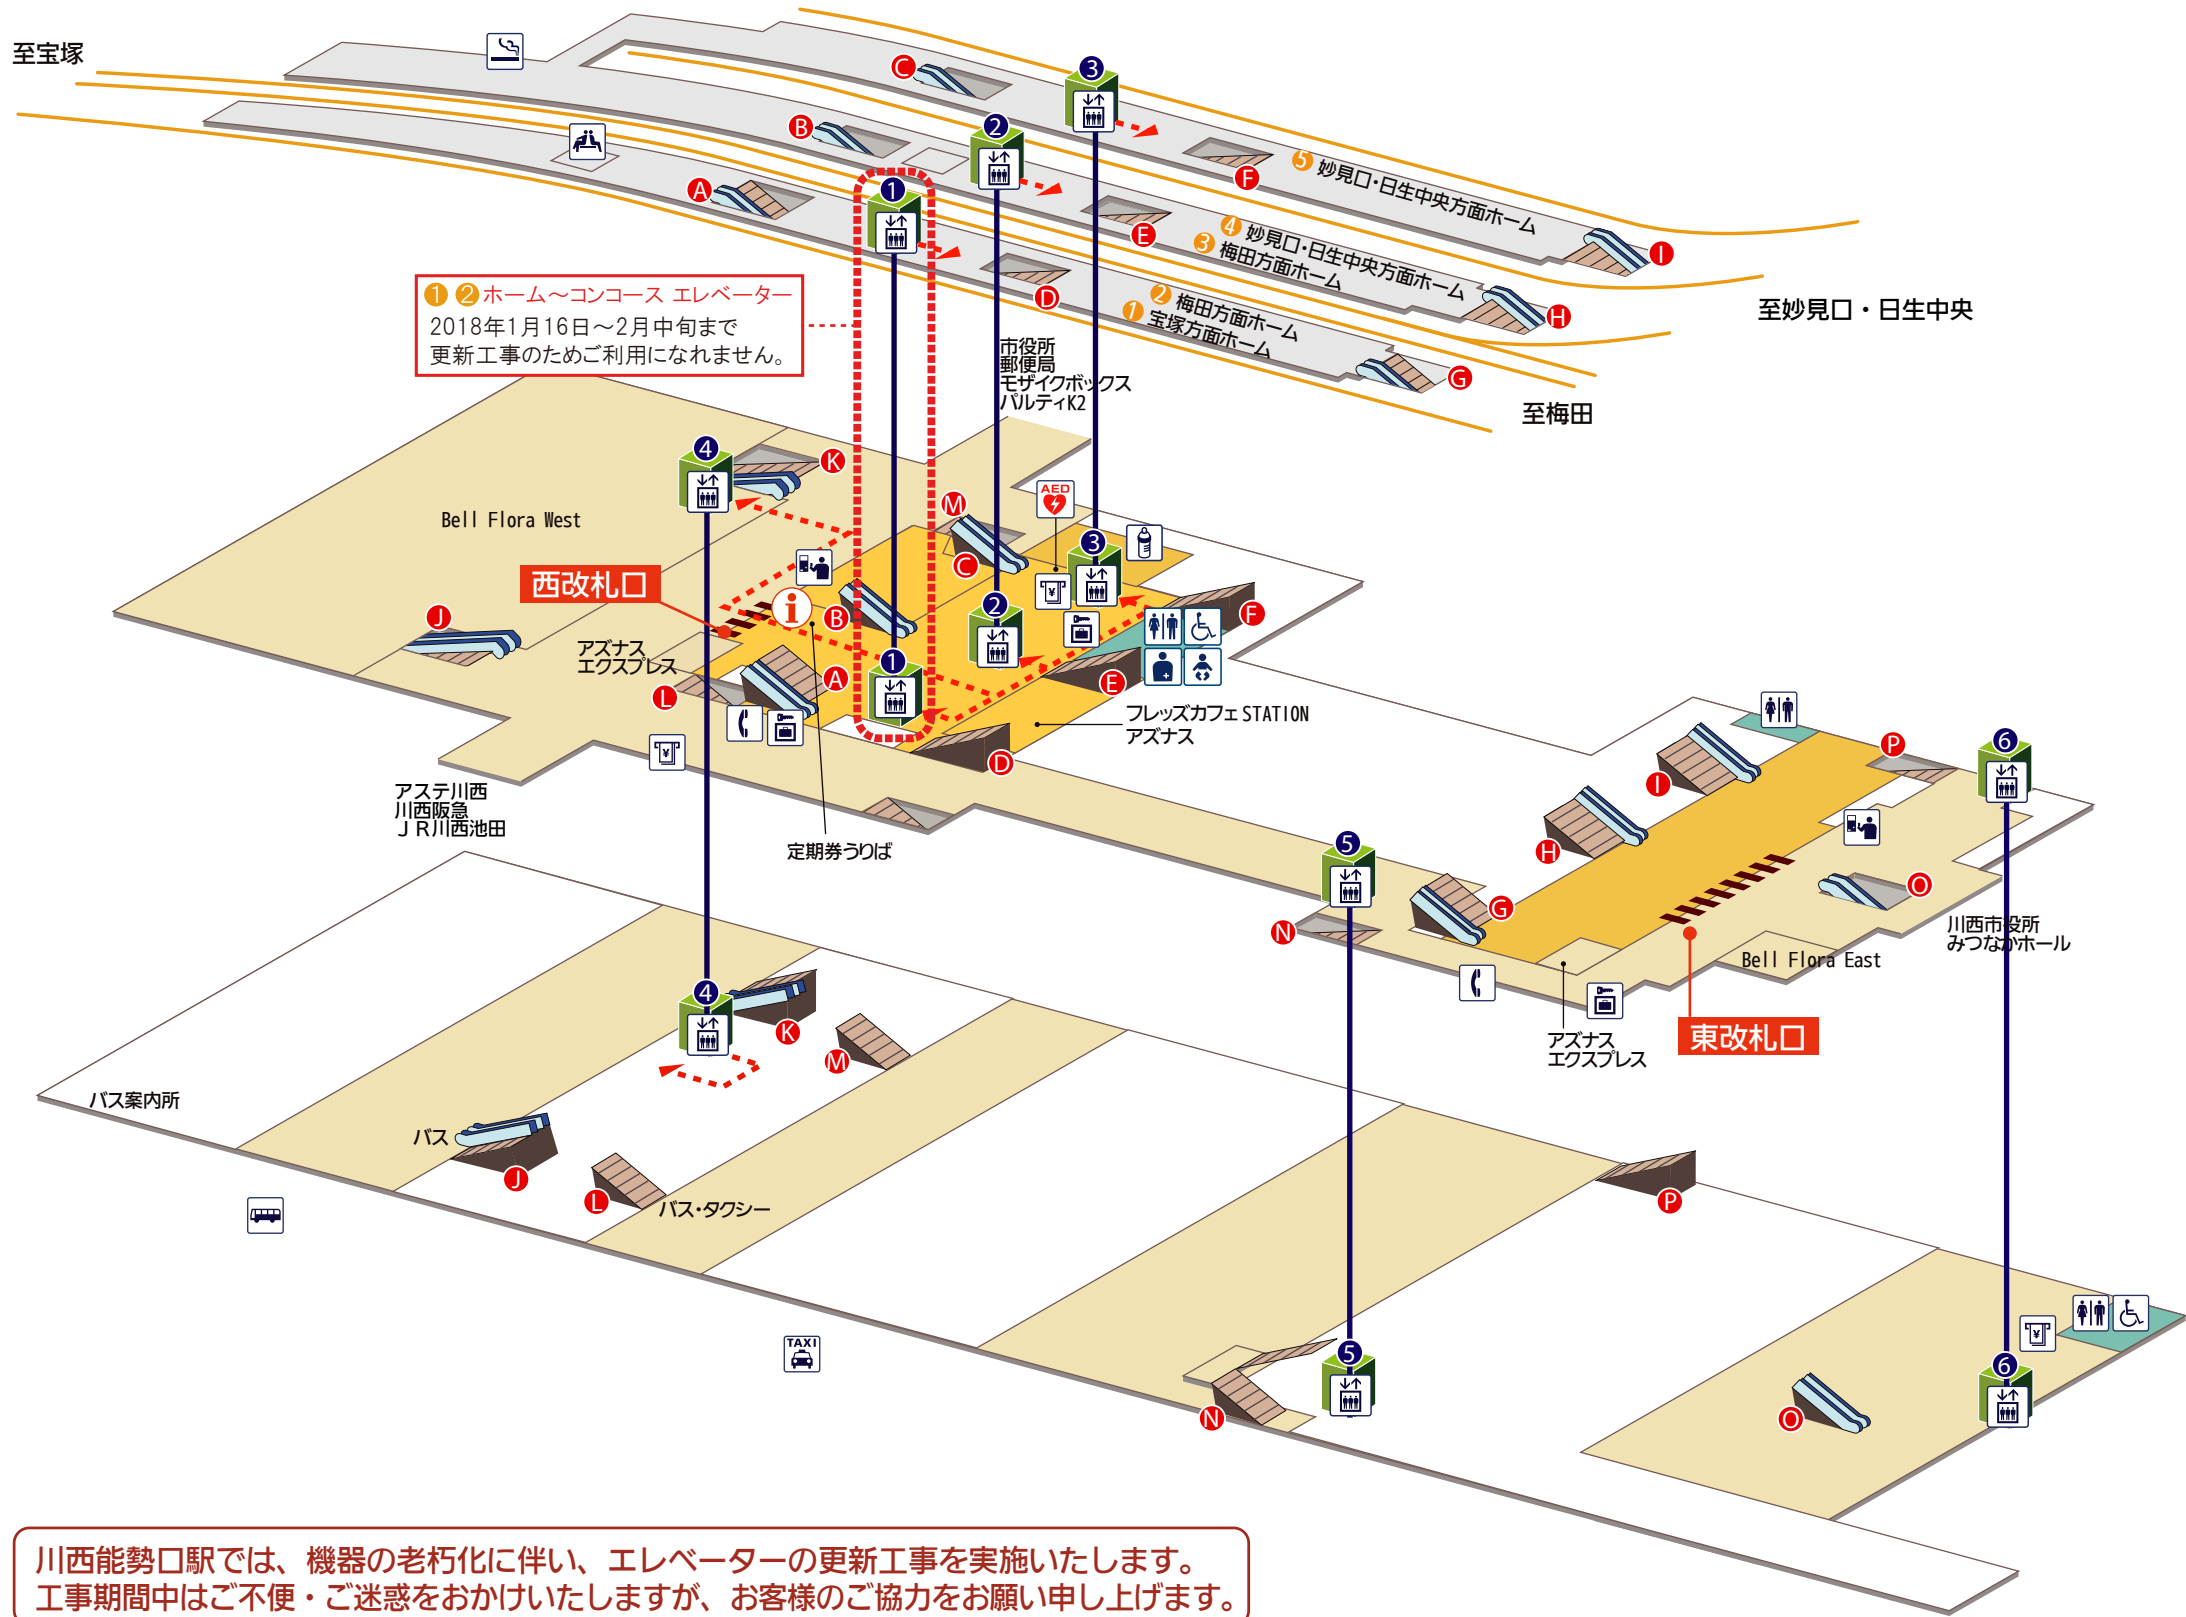 至宝塚
C
3
B
2
A
1
F
5 妙見口・日生中央方面ホーム
E
4 妙見口・日生中央方面ホーム
3 梅田方面ホーム
I
D
2 梅田方面ホーム
1 宝塚方面ホーム
H
G
至妙見口・日生中央
至梅田
1 2 ホーム～コンコース エレベーター
2018年1月16日～2月中旬まで
更新工事のためご利用になれません。
市役所
郵便局
モザイクボックス
パルティK2
4
K
Bell Flora West
M
AED
C
3
西改札口
i
B
2
F
J
アズナス
エクスプレス
L
A
1
E
フレッズカフェ STATION
アズナス
D
アステ川西
川西阪急
JR川西池田
定期券うりば
I
P
6
H
5
G
N
O
川西市役所
みつなかホール
Bell Flora East
アズナス
エクスプレス
東改札口
4
K
M
バス案内所
バス
J
L
バス・タクシー
P
TAXI
5
N
6
O
川西能勢口駅では、機器の老朽化に伴い、エレベーターの更新工事を実施いたします。
工事期間中はご不便・ご迷惑をおかけいたしますが、お客様のご協力をお願い申し上げます。